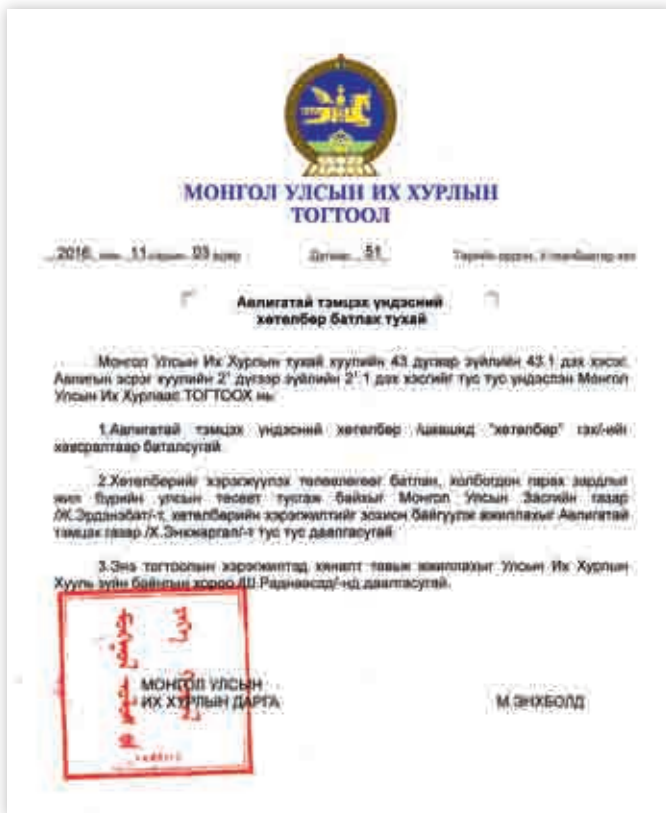 МОНГОЛ УЛСЫН ИХ ХУРЛЫН
ТОГТООЛ
2016 оны 11 сарын 03 өдөр Дугаар 51 Төрийн ордон, Улаанбаатар хот
Авлигатай тэмцэх үндэсний
хөтөлбөр батлах тухай
Монгол Улсын Их Хурлын тухай хуулийн 43 дугаар зүйлийн 43.1 дэх хэсэг,
Авлигын эсрэг хуулийн 2¹ дүгээр зүйлийн 2¹.1 дэх хэсгийг тус тус үндэслэн Монгол
Улсын Их Хурлаас ТОГТООХ нь:
1.Авлигатай тэмцэх үндэсний хөтөлбөр /цаашид "хөтөлбөр" гэх/-ийг
хавсралтаар баталсугай.
2.Хөтөлбөрийг хэрэгжүүлэх төлөвлөгөөг батлан, холбогдон гарах зардлыг
жил бүрийн улсын төсөвт тусгаж байхыг Монгол Улсын Засгийн газар
/Ж.Эрдэнэбат/-т, хөтөлбөрийн хэрэгжилтийг зохион байгуулж ажиллахыг Авлигатай
тэмцэх газар /Х.Энхжаргал/-т тус тус даалгасугай.
3.Энэ тогтоолын хэрэгжилтэд хяналт тавьж ажиллахыг Улсын Их Хурлын
Хууль зүйн байнгын хороо /Ш.Раднаасэд/-нд даалгасугай.
МОНГОЛ УЛСЫН
ИХ ХУРЛЫН ДАРГА М.ЭНХБОЛД